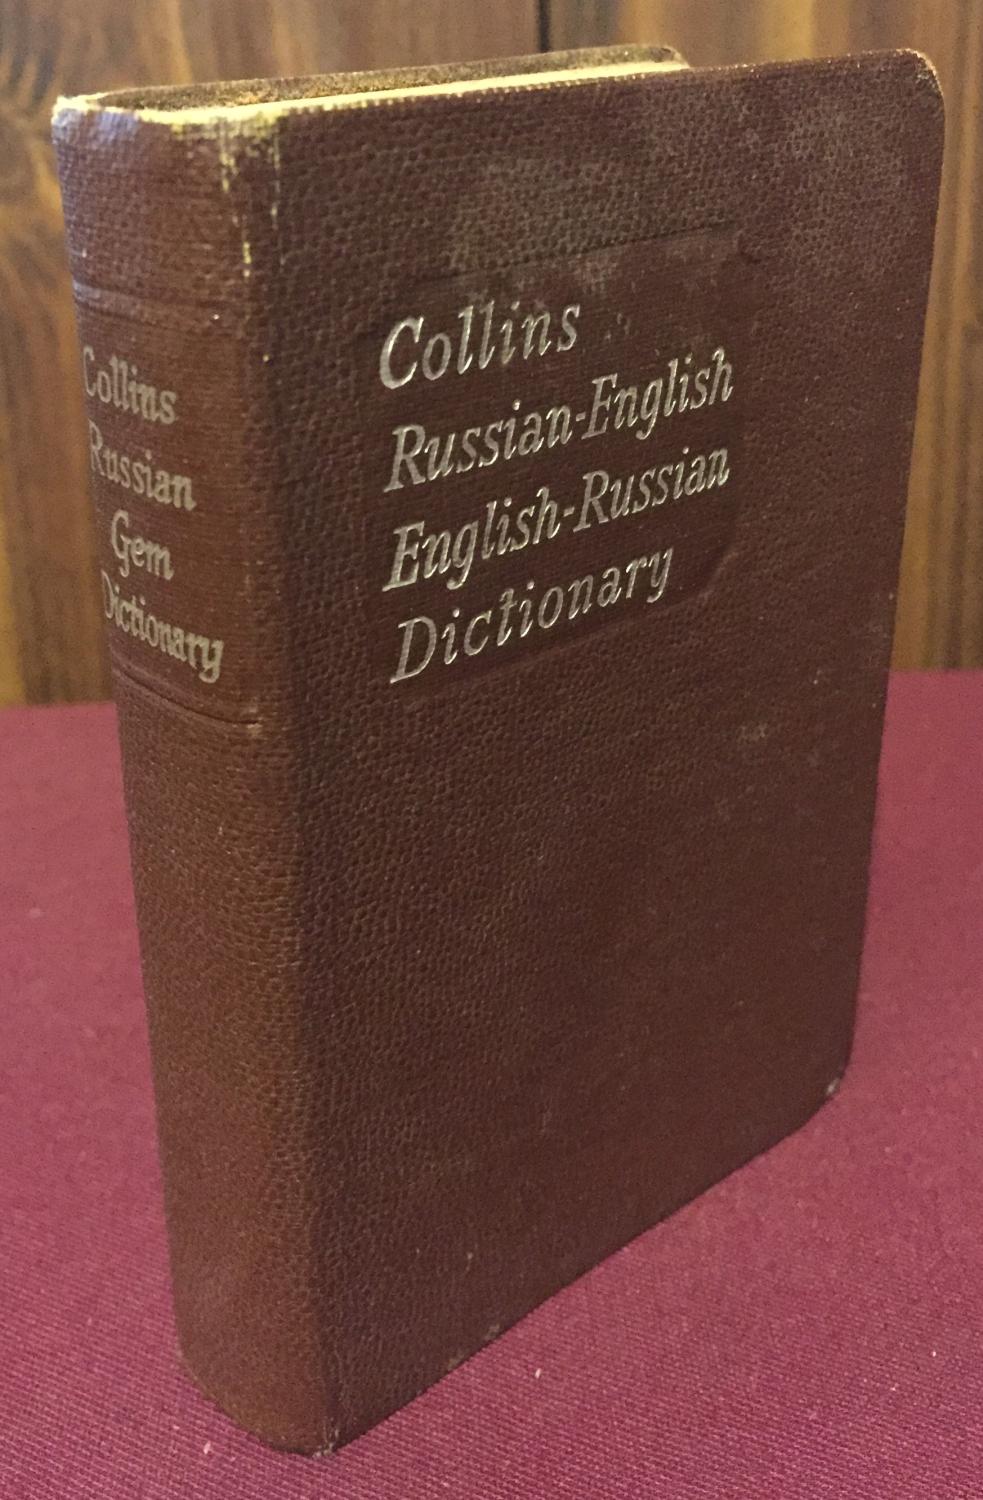 Collins
Russian
Gem
Dictionary
Collins
Russian-English
English-Russian
Dictionary